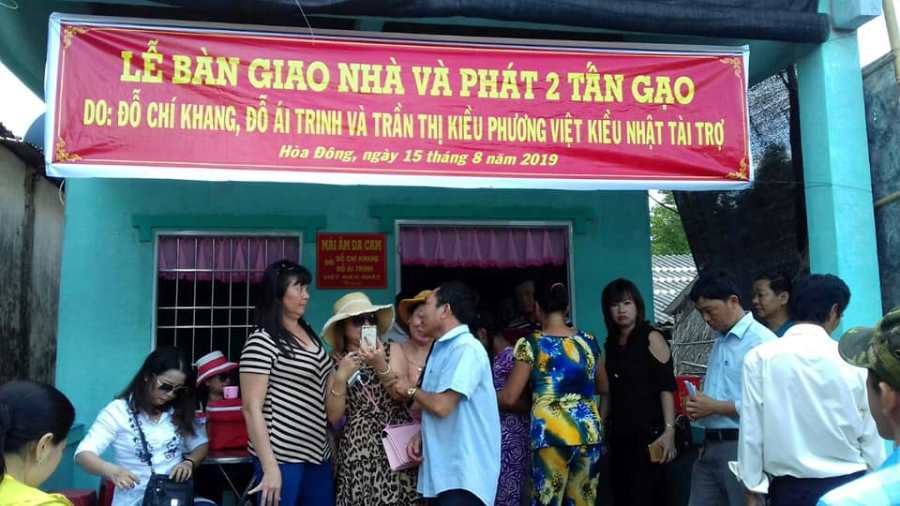 LỄ BÀN GIAO NHÀ VÀ PHÁT 2 TẤN GẠO
DO: ĐỖ CHÍ KHANG, ĐỖ ÁI TRINH VÀ TRẦN THỊ KIỀU PHƯƠNG VIỆT KIỀU NHẬT TÀI TRỢ
Hòa Đông, ngày 15 tháng 8 năm 2019
MÁI ẤM DA CAM
ĐỖ CHÍ KHANG
ĐỖ ÁI TRINH